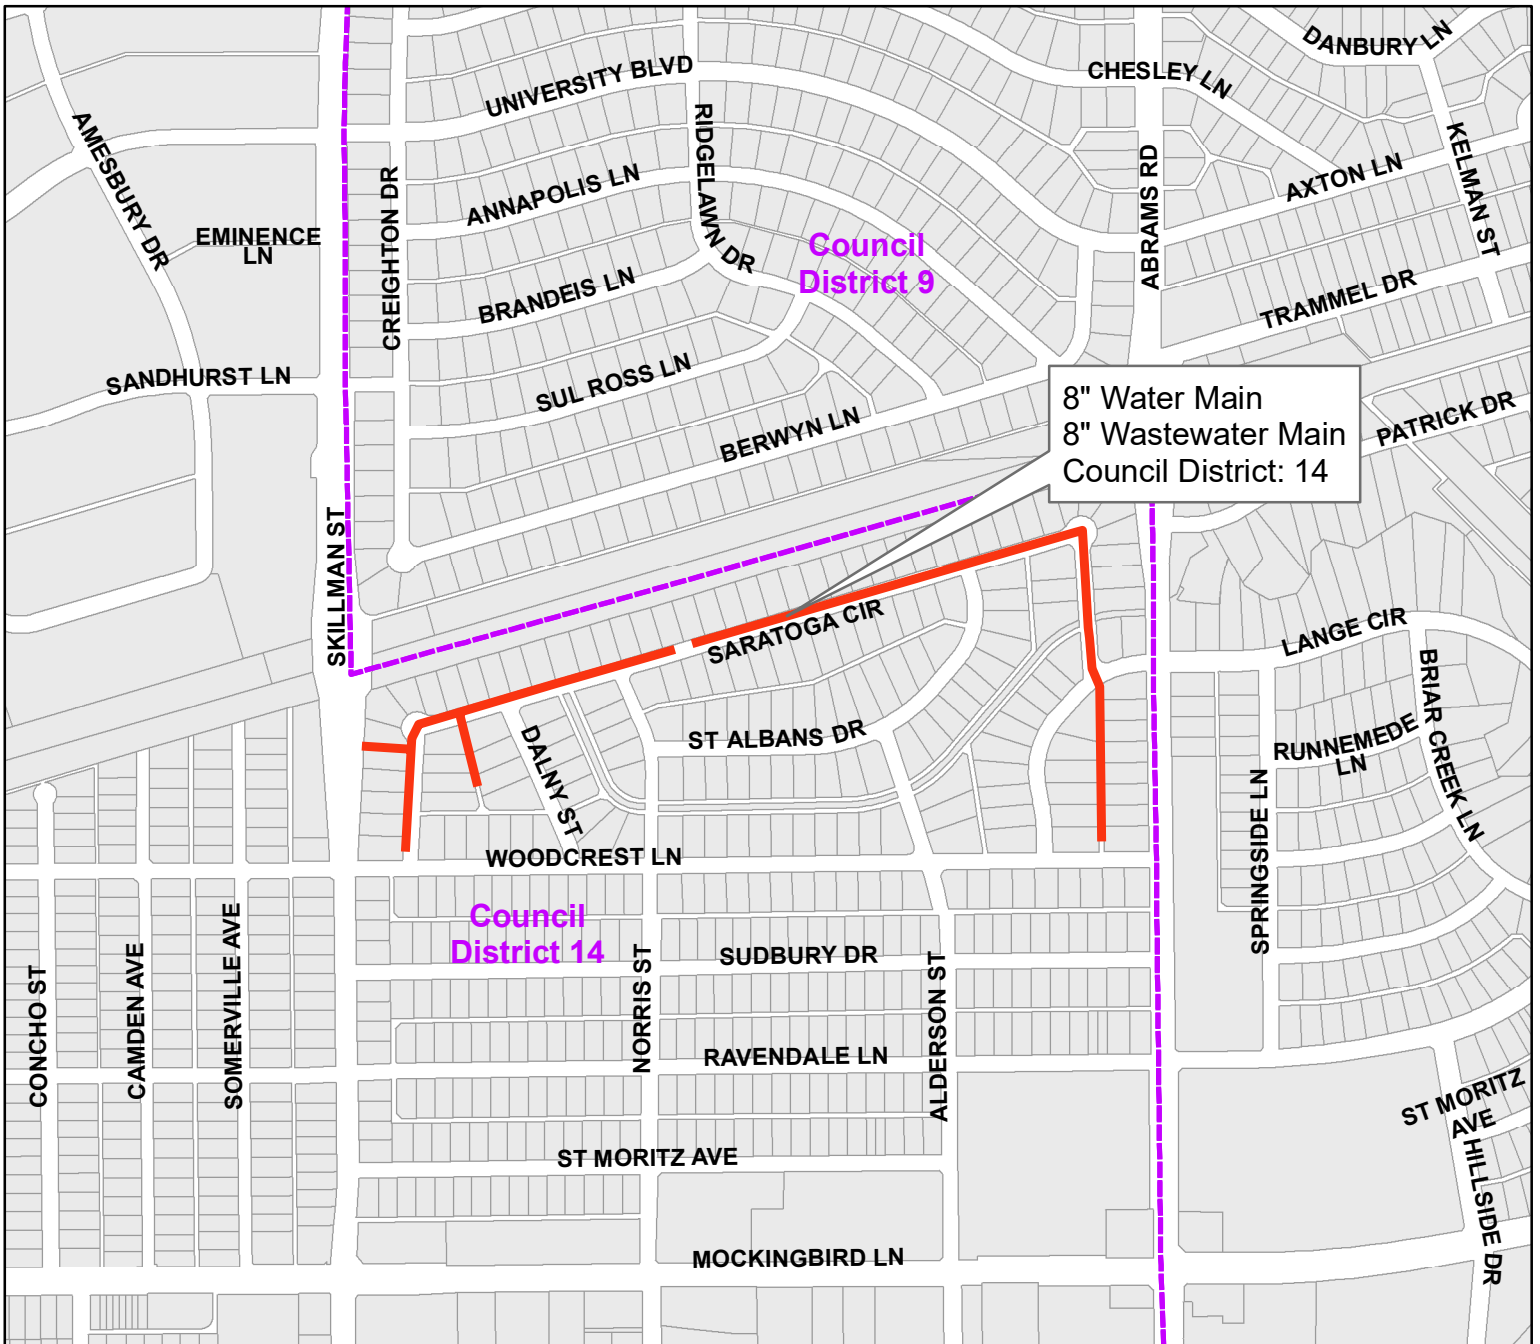 DANBURY LN
CHESLEY LN
UNIVERSITY BLVD
AMESBURY DR
RIDGELAWN DR
KELMAN ST
ABRAMS RD
AXTON LN
CREIGHTON DR
ANNAPOLIS LN
EMINENCE
LN
Council
District 9
BRANDEIS LN
TRAMMEL DR
SANDHURST LN
SUL ROSS LN
8" Water Main
8" Wastewater Main
Council District: 14
PATRICK DR
BERWYN LN
SKILLMAN ST
SARATOGA CIR
LANGE CIR
BRIAR CREEK LN
ST ALBANS DR
DALNY ST
RUNNEMEDE
LN
SPRINGSIDE LN
WOODCREST LN
Council
District 14
SOMERVILLE AVE
CAMDEN AVE
CONCHO ST
NORRIS ST
SUDBURY DR
ALDERSON ST
RAVENDALE LN
ST MORITZ
AVE
ST MORITZ AVE
HILLSIDE DR
MOCKINGBIRD LN